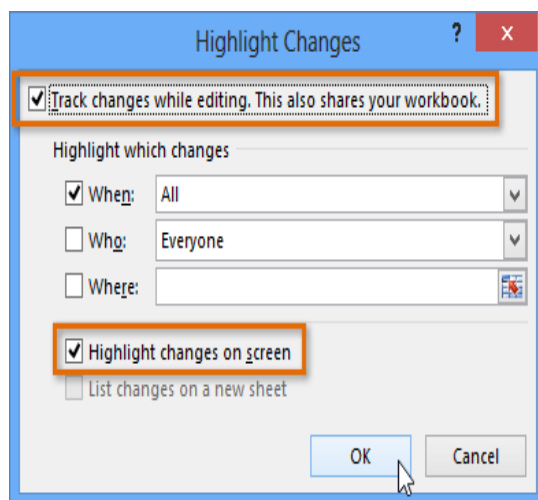 Highlight Changes ? x
Track changes while editing. This also shares your workbook.
Highlight which changes
When: All
Who: Everyone
Where:
Highlight changes on screen
List changes on a new sheet
OK Cancel